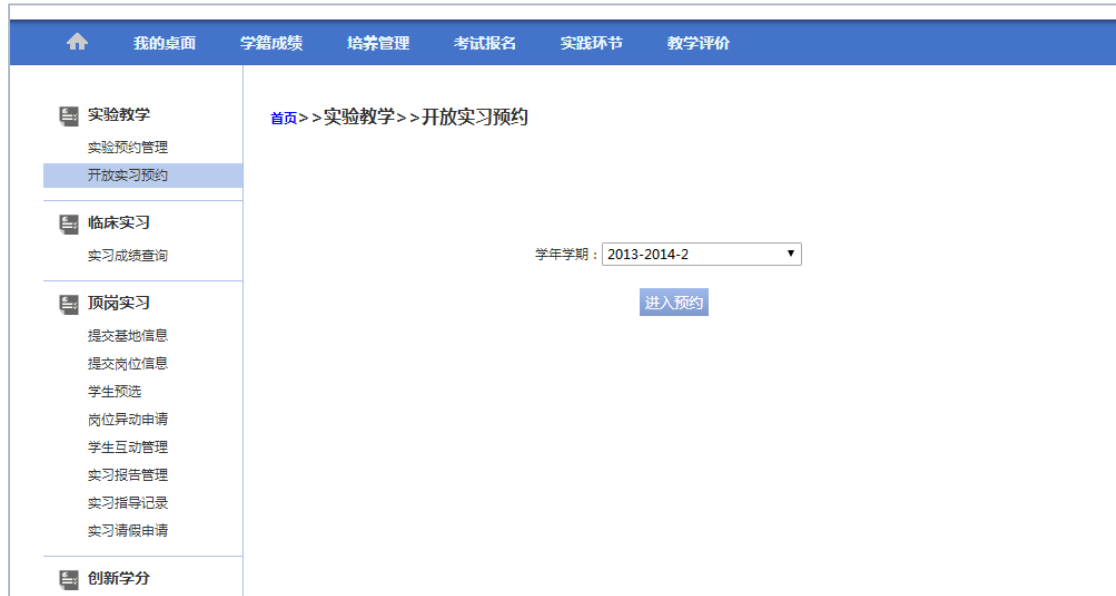 我的桌面 学籍成绩 培养管理 考试报名 实践环节 教学评价
实验教学
实验预约管理
开放实习预约
临床实习
实习成绩查询
顶岗实习
提交基地信息
提交岗位信息
学生预选
岗位异动申请
学生互动管理
实习报告管理
实习指导记录
实习请假申请
创新学分
首页>>实验教学>>开放实习预约
学年学期：2013-2014-2
进入预约